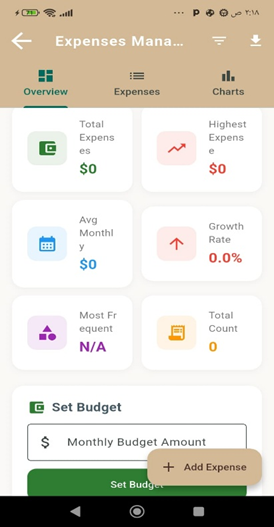 79
٢:١٨ ص
Expenses Mana...
Overview
Expenses
Charts
Total
Expens
es
$0
Highest
Expens
e
$0
Avg
Monthl
y
$0
Growth
Rate
0.0%
Most Fr
equent
N/A
Total
Count
0
Set Budget
$ Monthly Budget Amount
+ Add Expense
Set Budget